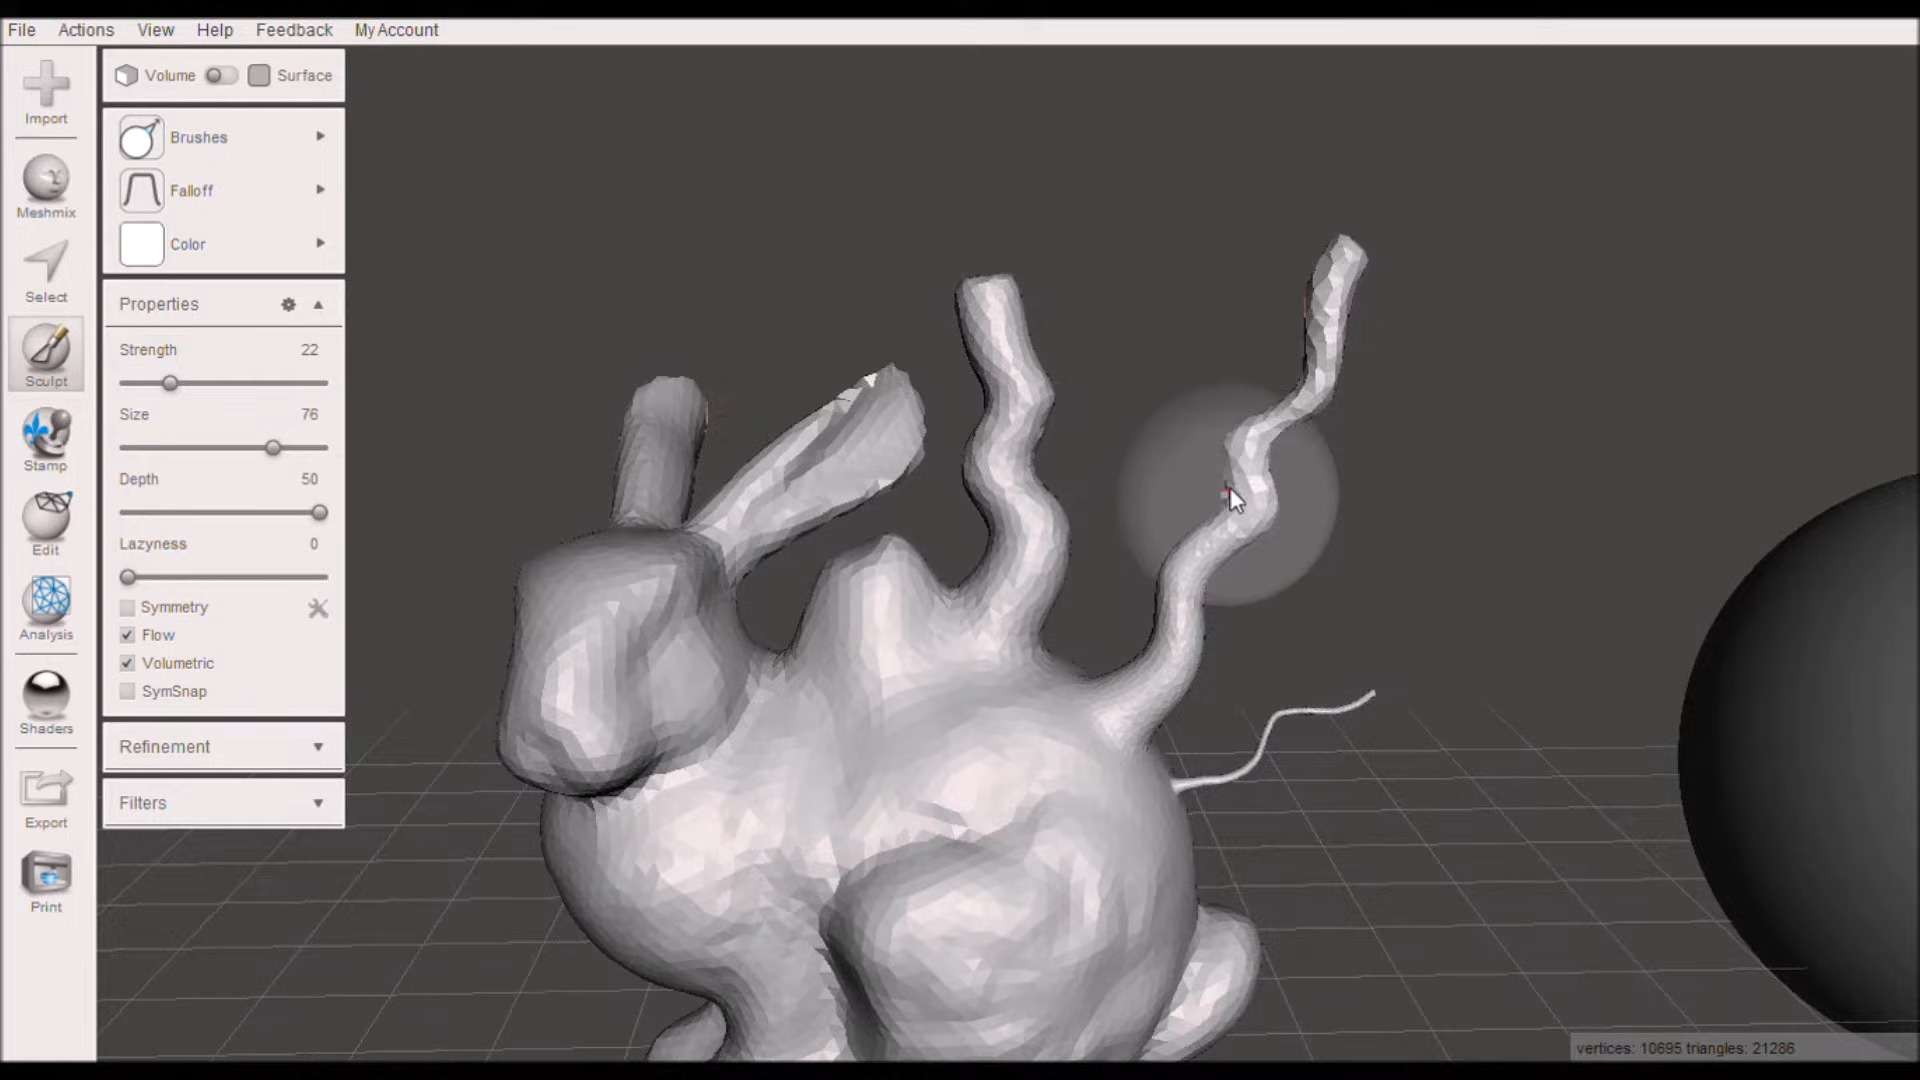 File Actions View Help Feedback My Account
Import
Meshmix
Select
Sculpt
Stamp
Edit
Analysis
Shaders
Export
Print
Volume Surface
Brushes
Falloff
Color
Properties
Strength 22
Size 76
Depth 50
Lazyness 0
Symmetry
Flow
Volumetric
SymSnap
Refinement
Filters
vertices: 10695 triangles: 21286